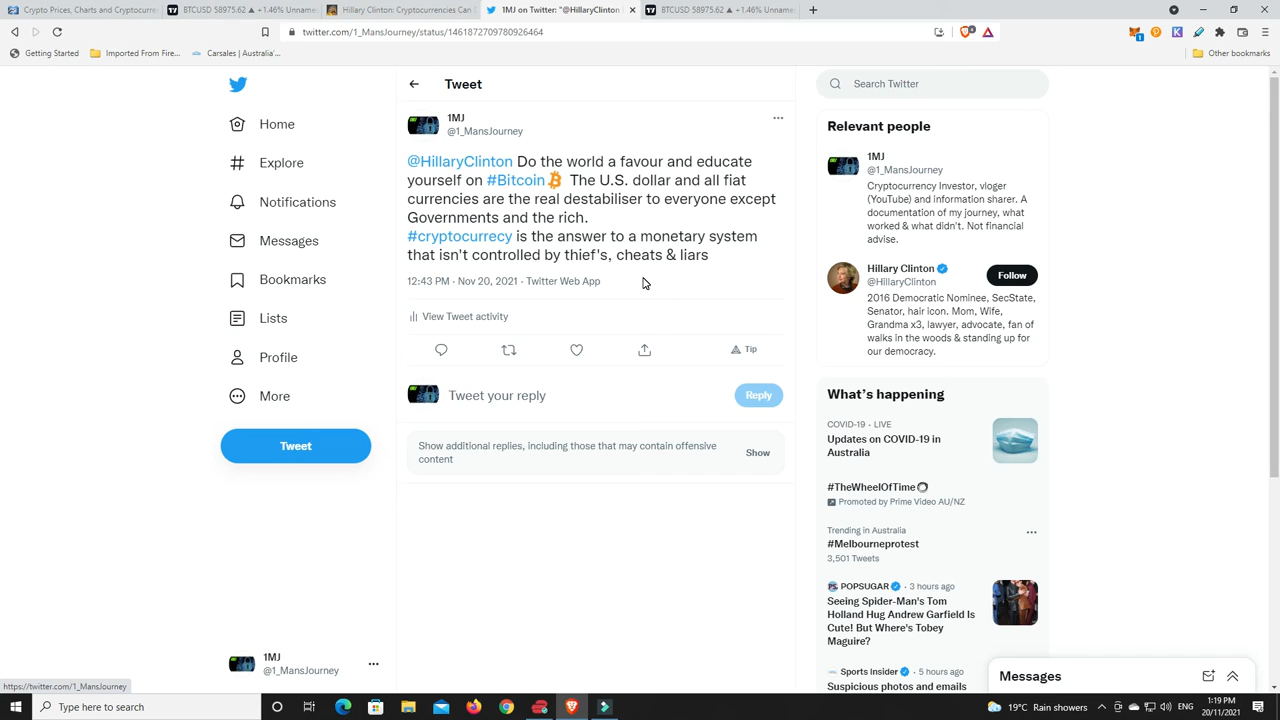 Crypto Prices, Charts and Cryptocurr
BTCUSD 58975.62 ▲ +1.46% Unname
Hillary Clinton: Cryptocurrencies Can
1MJ on Twitter: "@HillaryClinton
BTCUSD 58975.62 ▲ +1.46% Unname
twitter.com/1_MansJourney/status/1461872709780926464
Getting Started
Imported From Fire...
Carsales | Australia'...
Other bookmarks
Home
Explore
Notifications
Messages
Bookmarks
Lists
Profile
More
Tweet
1MJ
@1_MansJourney
https://twitter.com/1_MansJourney
Tweet
1MJ
@1_MansJourney
@HillaryClinton Do the world a favour and educate
yourself on #Bitcoin The U.S. dollar and all fiat
currencies are the real destabiliser to everyone except
Governments and the rich.
#cryptocurrecy is the answer to a monetary system
that isn't controlled by thief's, cheats & liars
12:43 PM · Nov 20, 2021 · Twitter Web App
View Tweet activity
Tip
Tweet your reply
Reply
Show additional replies, including those that may contain offensive
content
Show
Search Twitter
Relevant people
1MJ
@1_MansJourney
Cryptocurrency Investor, vloger
(YouTube) and information sharer. A
documentation of my journey, what
worked & what didn't. Not financial
advise.
Hillary Clinton
@HillaryClinton
Follow
2016 Democratic Nominee, SecState,
Senator, hair icon. Mom, Wife,
Grandma x3, lawyer, advocate, fan of
walks in the woods & standing up for
our democracy.
What's happening
COVID-19 · LIVE
Updates on COVID-19 in
Australia
#TheWheelOfTime
Promoted by Prime Video AU/NZ
Trending in Australia
#Melbourneprotest
3,501 Tweets
POPSUGAR · 3 hours ago
Seeing Spider-Man's Tom
Holland Hug Andrew Garfield Is
Cute! But Where's Tobey
Maguire?
Sports Insider · 5 hours ago
Suspicious photos and emails
Messages
Type here to search
19°C Rain showers
ENG
1:19 PM
20/11/2021